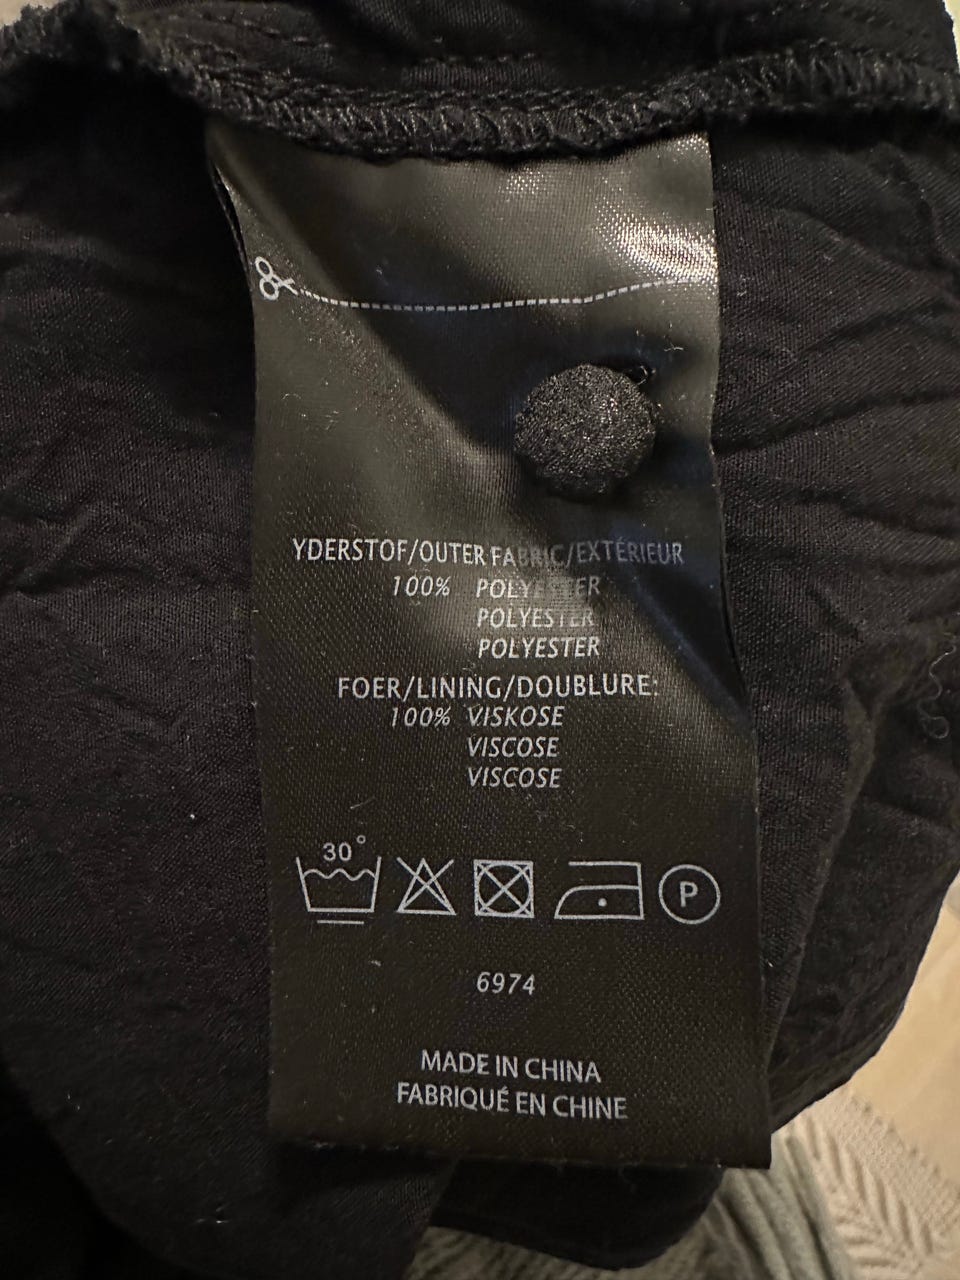 YDERSTOF/OUTER FABRIC/EXTÉRIEUR
100% POLYESTER
POLYESTER
POLYESTER
FOER/LINING/DOUBLURE:
100% VISKOSE
VISCOSE
VISCOSE
30°
P
6974
MADE IN CHINA
FABRIQUÉ EN CHINE